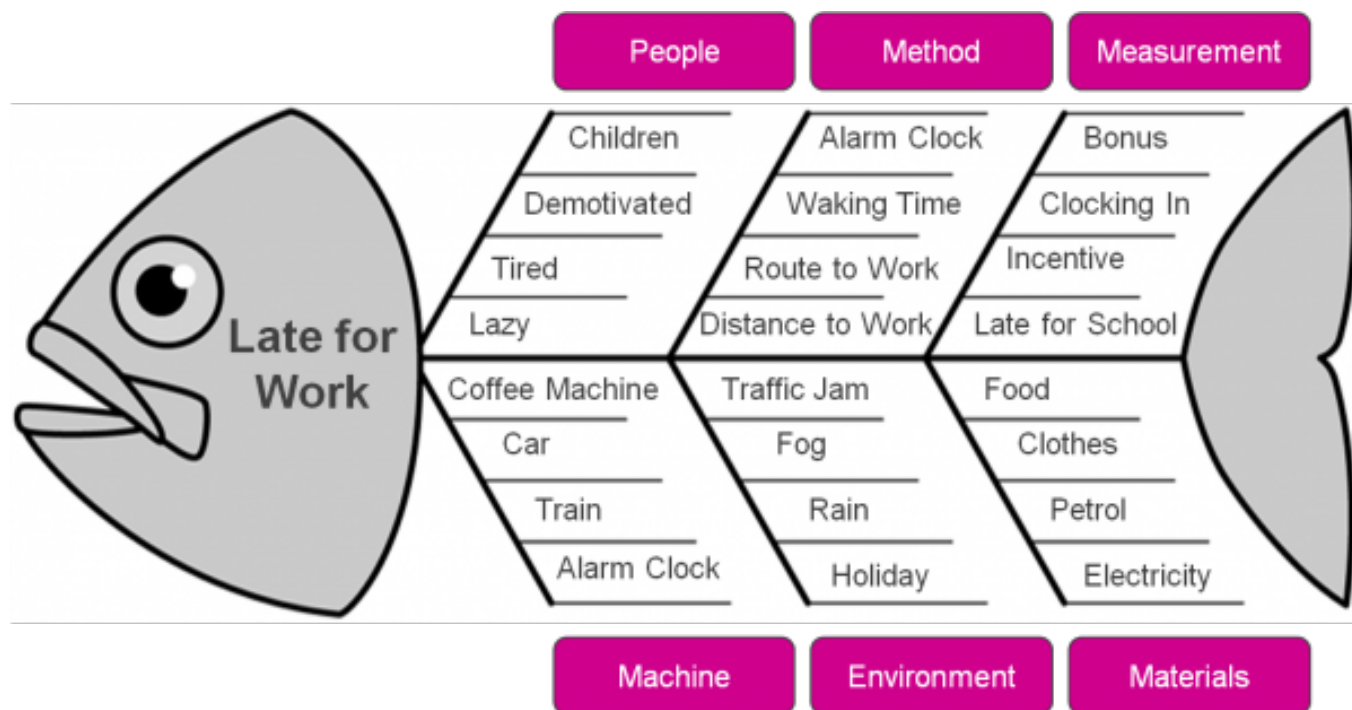 People
Method
Measurement
Children
Alarm Clock
Bonus
Demotivated
Waking Time
Clocking In
Tired
Route to Work
Incentive
Lazy
Distance to Work
Late for School
Late for
Work
Coffee Machine
Traffic Jam
Food
Car
Fog
Clothes
Train
Rain
Petrol
Alarm Clock
Holiday
Electricity
Machine
Environment
Materials